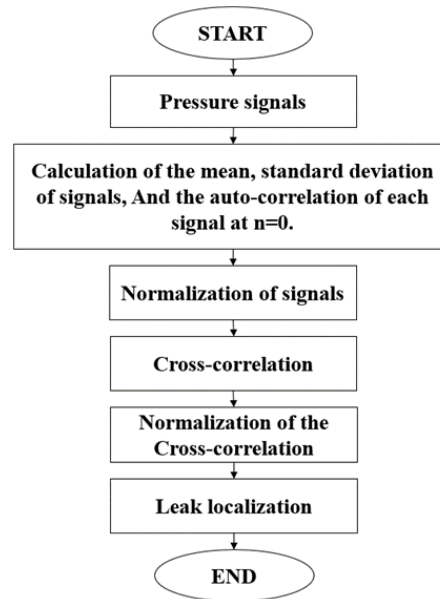 START
Pressure signals
Calculation of the mean, standard deviation
of signals, And the auto-correlation of each
signal at n=0.
Normalization of signals
Cross-correlation
Normalization of the
Cross-correlation
Leak localization
END